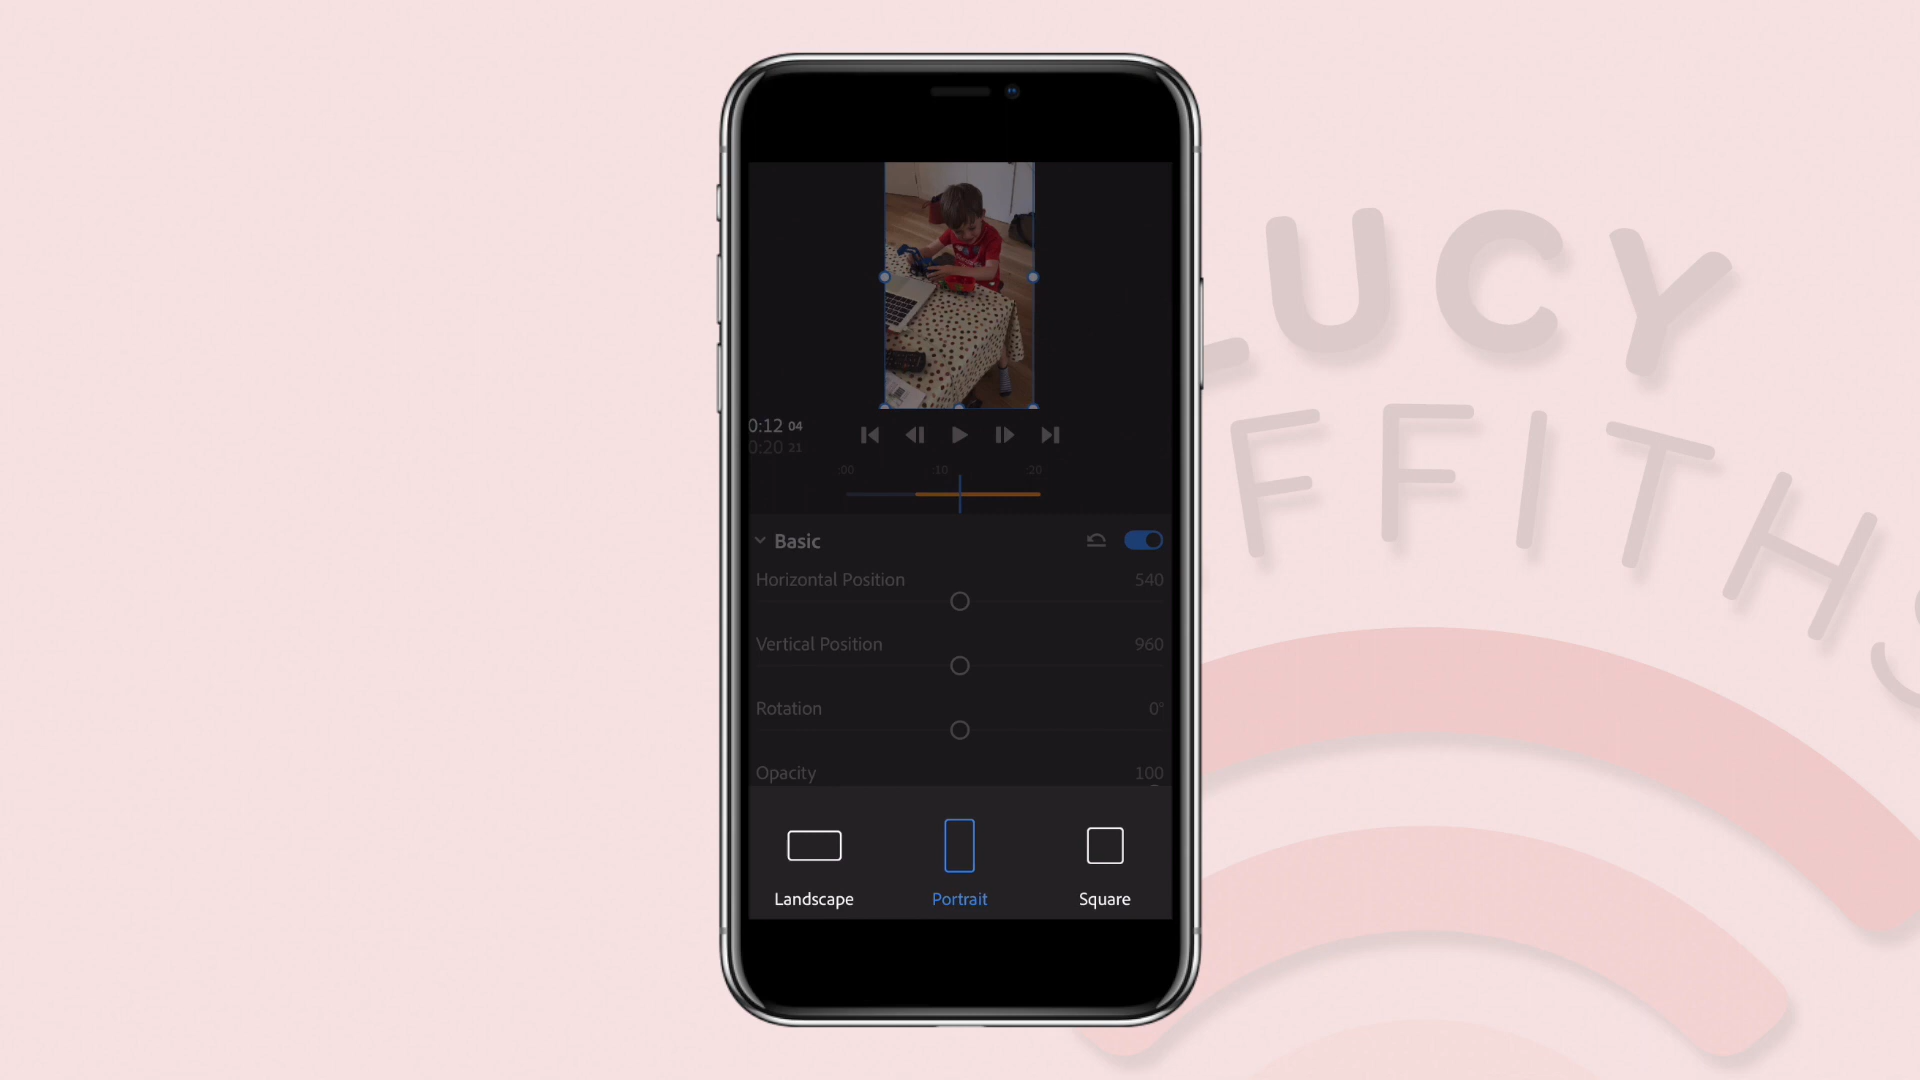 LUCY
FFITHS
0:12 04
0:20 21
:00 :10 :20
Basic
Horizontal Position 540
Vertical Position 960
Rotation 0°
Opacity 100
Landscape Portrait Square